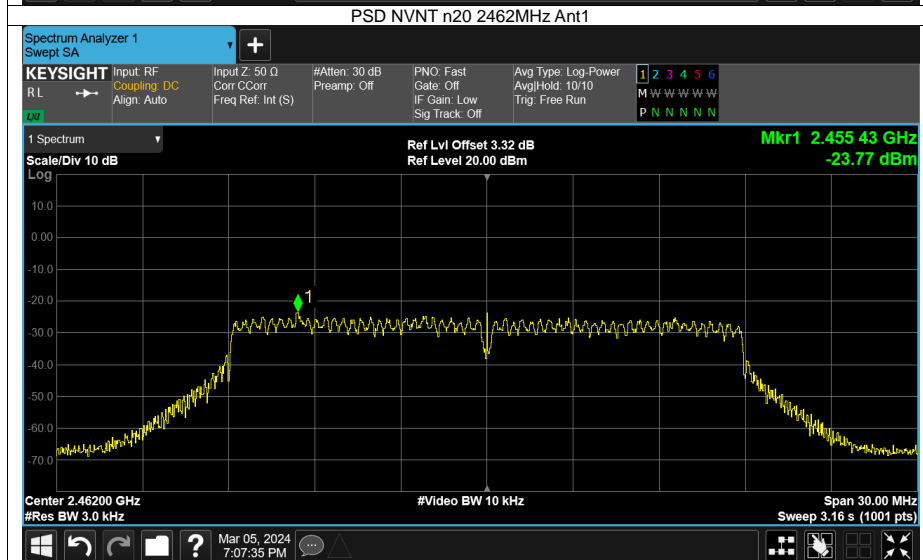 PSD NVNT n20 2462MHz Ant1
Spectrum Analyzer 1
Swept SA
KEYSIGHT
R L
LXI
Input: RF
Coupling: DC
Align: Auto
Input Z: 50 Ω
Corr CCorr
Freq Ref: Int (S)
#Atten: 30 dB
Preamp: Off
PNO: Fast
Gate: Off
IF Gain: Low
Sig Track: Off
Avg Type: Log-Power
Avg|Hold: 10/10
Trig: Free Run
1 2 3 4 5 6
M W W W W W
P N N N N N
1 Spectrum
Scale/Div 10 dB
Ref Lvl Offset 3.32 dB
Ref Level 20.00 dBm
Mkr1 2.455 43 GHz
-23.77 dBm
Log
10.0
0.00
-10.0
-20.0
-30.0
-40.0
-50.0
-60.0
-70.0
1
Center 2.46200 GHz
#Video BW 10 kHz
Span 30.00 MHz
#Res BW 3.0 kHz
Sweep 3.16 s (1001 pts)
?
Mar 05, 2024
7:07:35 PM